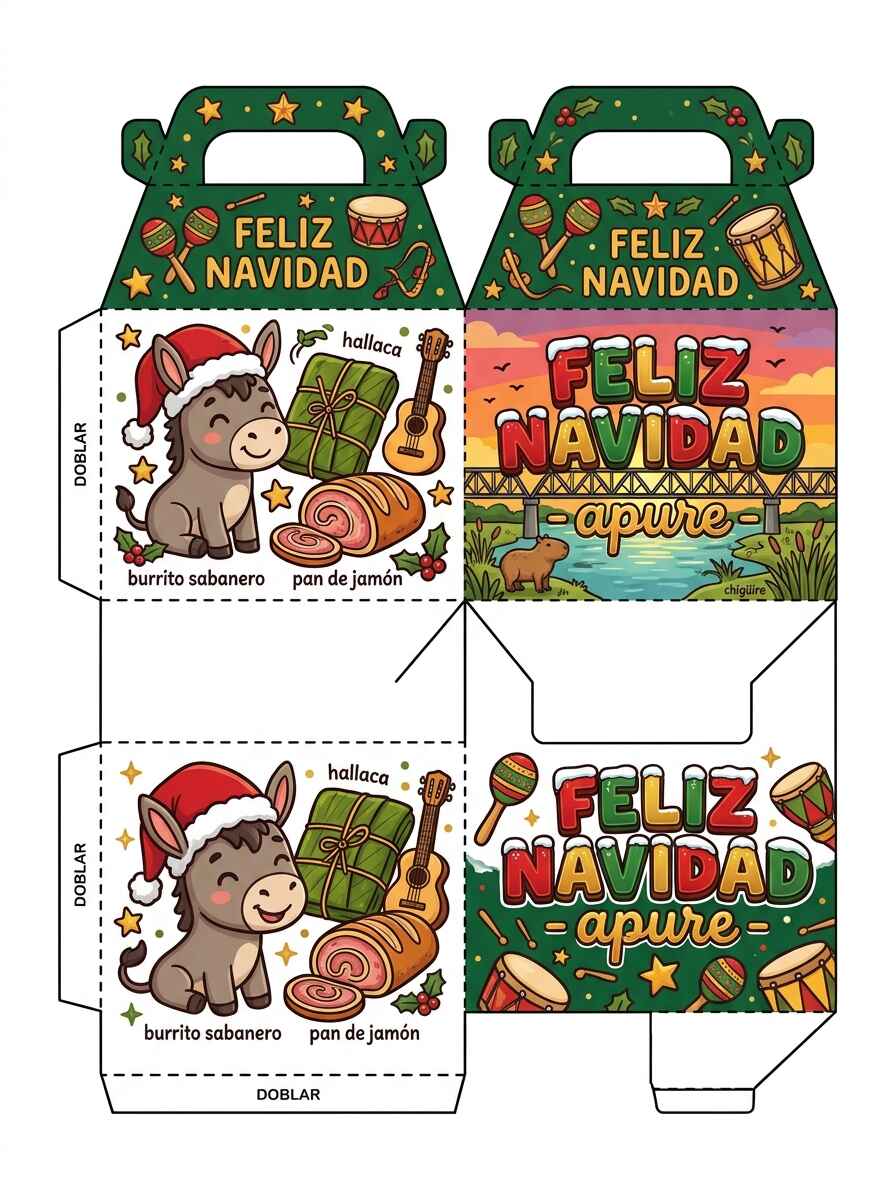 FELIZ
NAVIDAD
FELIZ
NAVIDAD
DOBLAR
hallaca
burrito sabanero
pan de jamón
FELIZ
NAVIDAD
- apure -
chigüire
DOBLAR
hallaca
burrito sabanero
pan de jamón
FELIZ
NAVIDAD
- apure -
DOBLAR